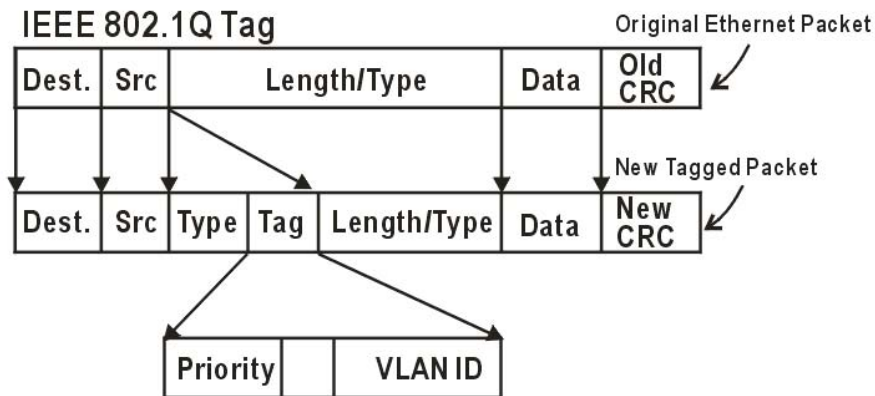 IEEE 802.1Q Tag
Original Ethernet Packet
Dest. Src Length/Type Data Old CRC
New Tagged Packet
Dest. Src Type Tag Length/Type Data New CRC
Priority VLAN ID